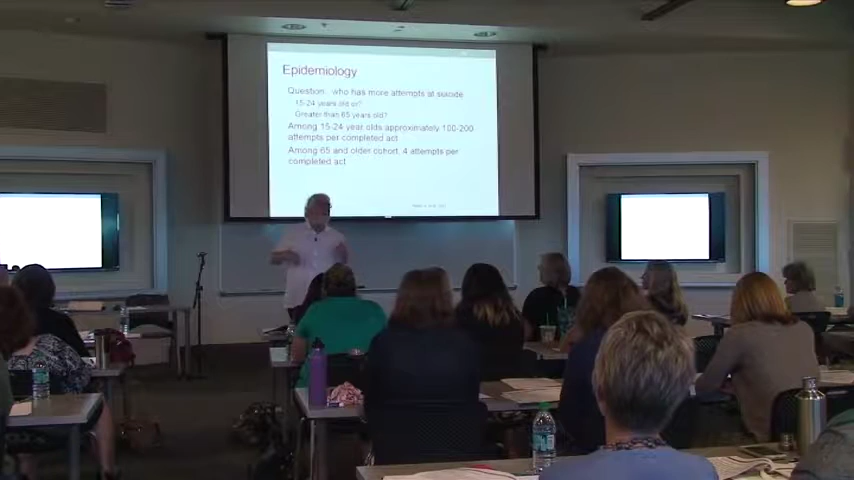 Epidemiology
Question: who has more attempts at suicide
15-24 years old or?
Greater than 65 years old?
Among 15-24 year olds approximately 100-200
attempts per completed act
Among 65 and older cohort, 4 attempts per
completed act